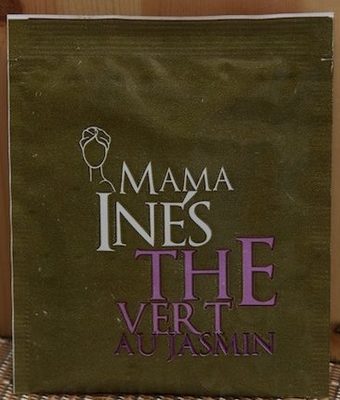 MAMA
INÉS
THE
VERT
AU JASMIN